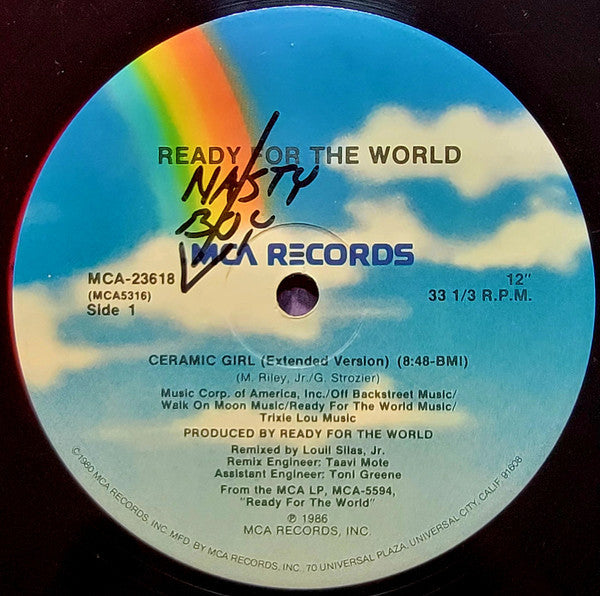 READY FOR THE WORLD
NASTY
BOC
MCA RECORDS
MCA-23618
(MCA5316)
Side 1
12"
33 1/3 R.P.M.
CERAMIC GIRL (Extended Version) (8:48-BMI)
(M. Riley, Jr./G. Strozier)
Music Corp. of America, Inc./Off Backstreet Music/
Walk On Moon Music/Ready For The World Music/
Trixie Lou Music
PRODUCED BY READY FOR THE WORLD
Remixed by Louil Silas, Jr.
Remix Engineer: Taavi Mote
Assistant Engineer: Toni Greene
From the MCA LP, MCA-5594,
"Ready For The World"
℗ 1986
MCA RECORDS, INC.
©1980 MCA RECORDS, INC. MFD. BY MCA RECORDS, INC. 70 UNIVERSAL PLAZA, UNIVERSAL CITY, CALIF. 91608